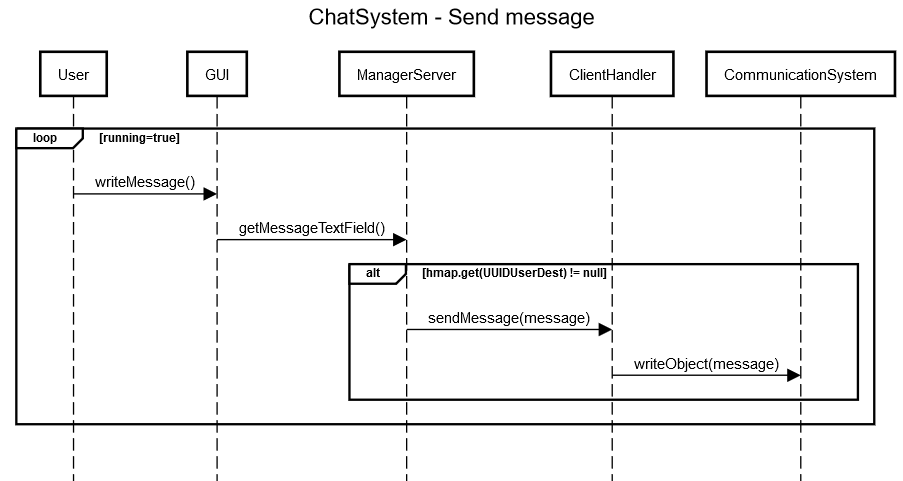 ChatSystem - Send message
User
GUI
ManagerServer
ClientHandler
CommunicationSystem
loop
[running=true]
writeMessage()
getMessageTextField()
alt
[hmap.get(UUIDUserDest) != null]
sendMessage(message)
writeObject(message)